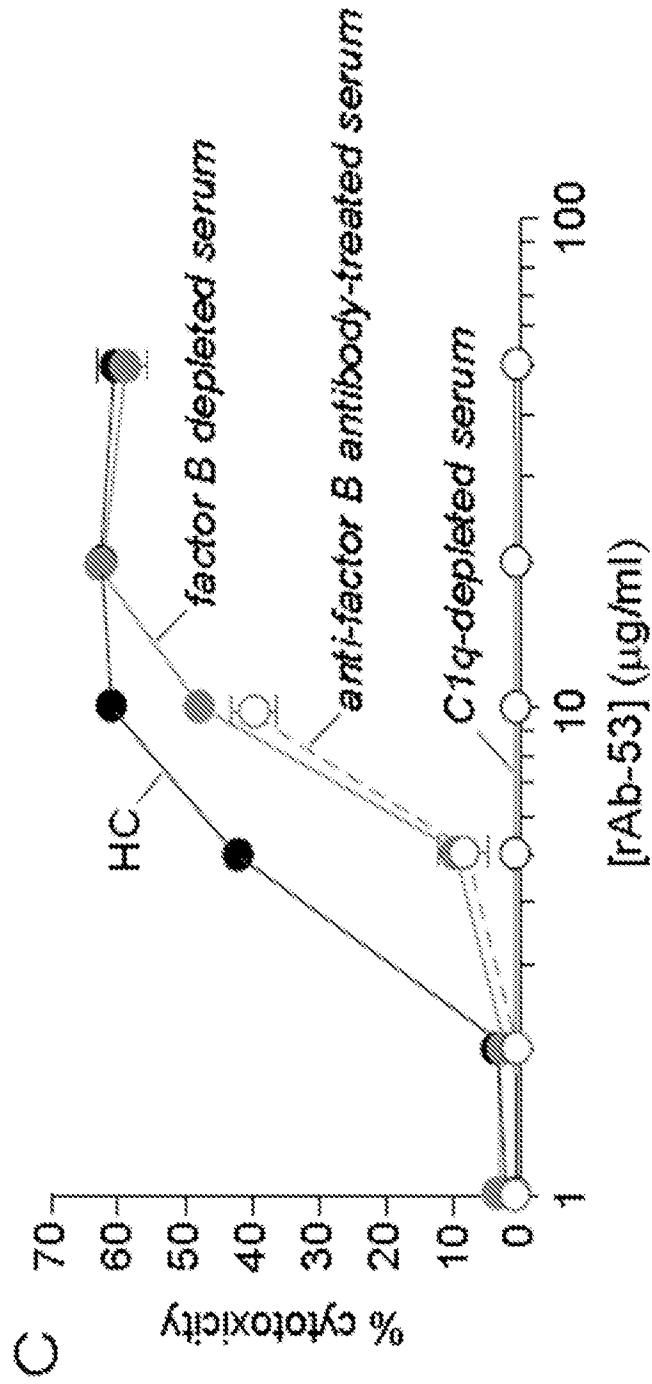 C
% cytotoxicity
70
60
50
40
30
20
10
0
HC
factor B depleted serum
anti-factor B antibody-treated serum
C1q-depleted serum
1
10
100
[rAb-53] (µg/ml)